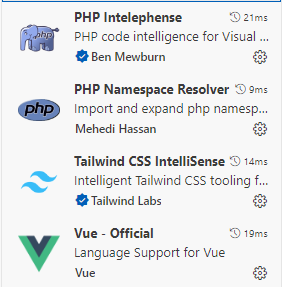 PHP Intelephense 21ms
PHP code intelligence for Visual ...
Ben Mewburn
PHP Namespace Resolver 9ms
php Import and expand php namesp...
Mehedi Hassan
Tailwind CSS IntelliSense 14ms
Intelligent Tailwind CSS tooling f...
Tailwind Labs
Vue - Official 19ms
Language Support for Vue
Vue